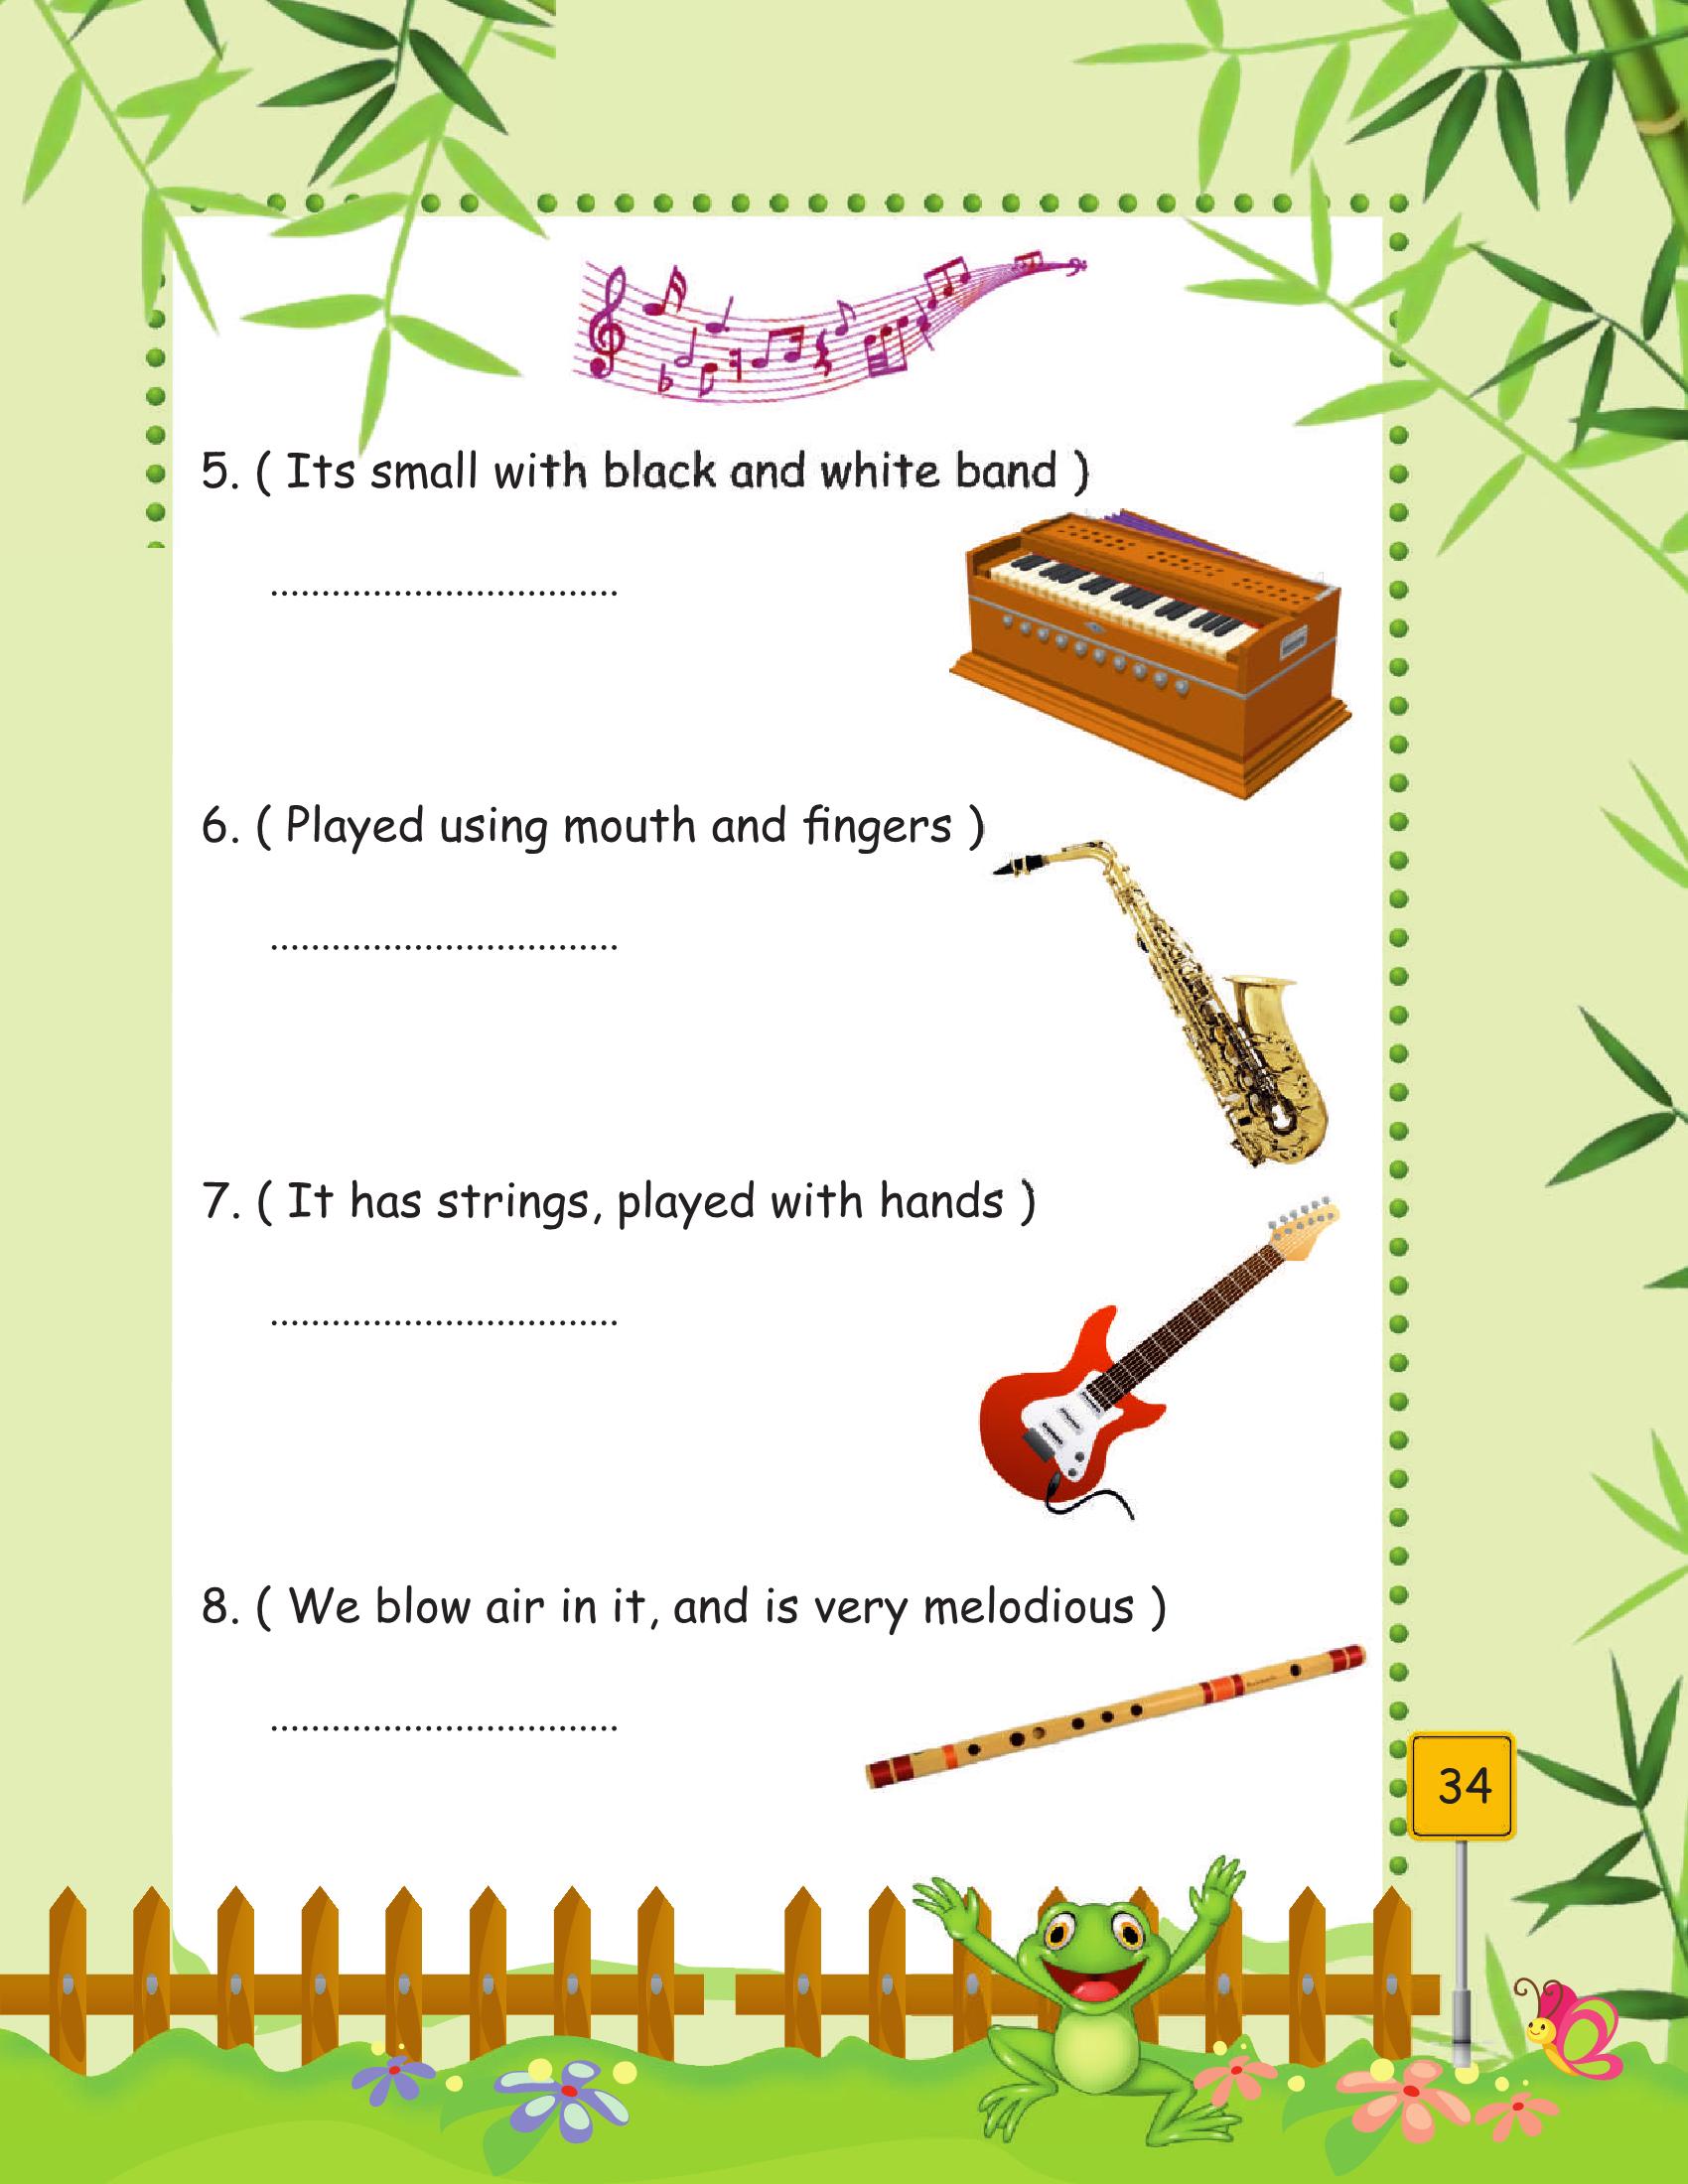 5. ( Its small with black and white band )
..................................
6. ( Played using mouth and fingers )
..................................
7. ( It has strings, played with hands )
..................................
8. ( We blow air in it, and is very melodious )
..................................
34